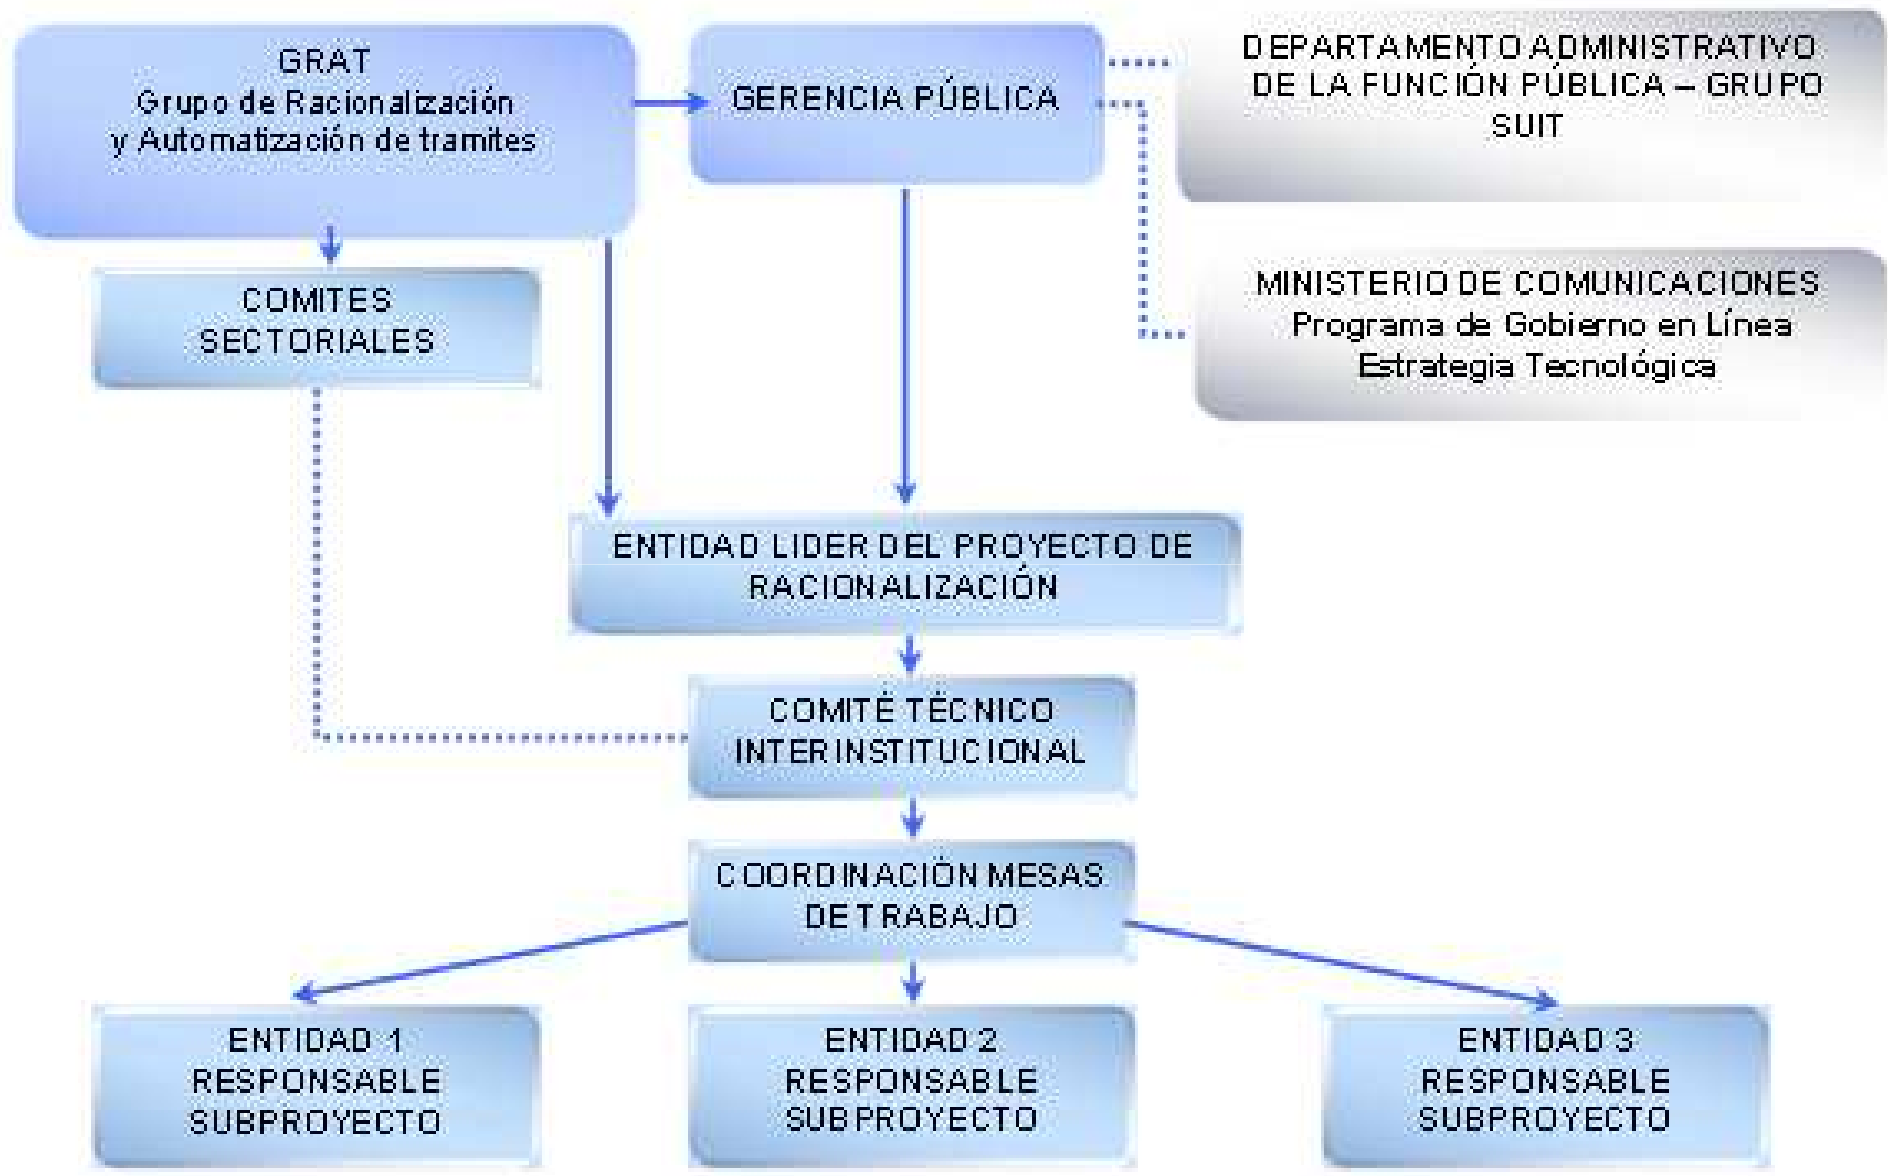 GRAT
Grupo de Racionalización
y Automatización de tramites
GERENCIA PÚBLICA
DEPARTAMENTO ADMINISTRATIVO
DE LA FUNCIÓN PÚBLICA – GRUPO
SUIT
MINISTERIO DE COMUNICACIONES
Programa de Gobierno en Línea
Estrategia Tecnológica
COMITES
SECTORIALES
ENTIDAD LIDER DEL PROYECTO DE
RACIONALIZACIÓN
COMITÉ TÉCNICO
INTERINSTITUCIONAL
COORDINACIÓN MESAS
DE TRABAJO
ENTIDAD 1
RESPONSABLE
SUBPROYECTO
ENTIDAD 2
RESPONSABLE
SUBPROYECTO
ENTIDAD 3
RESPONSABLE
SUBPROYECTO